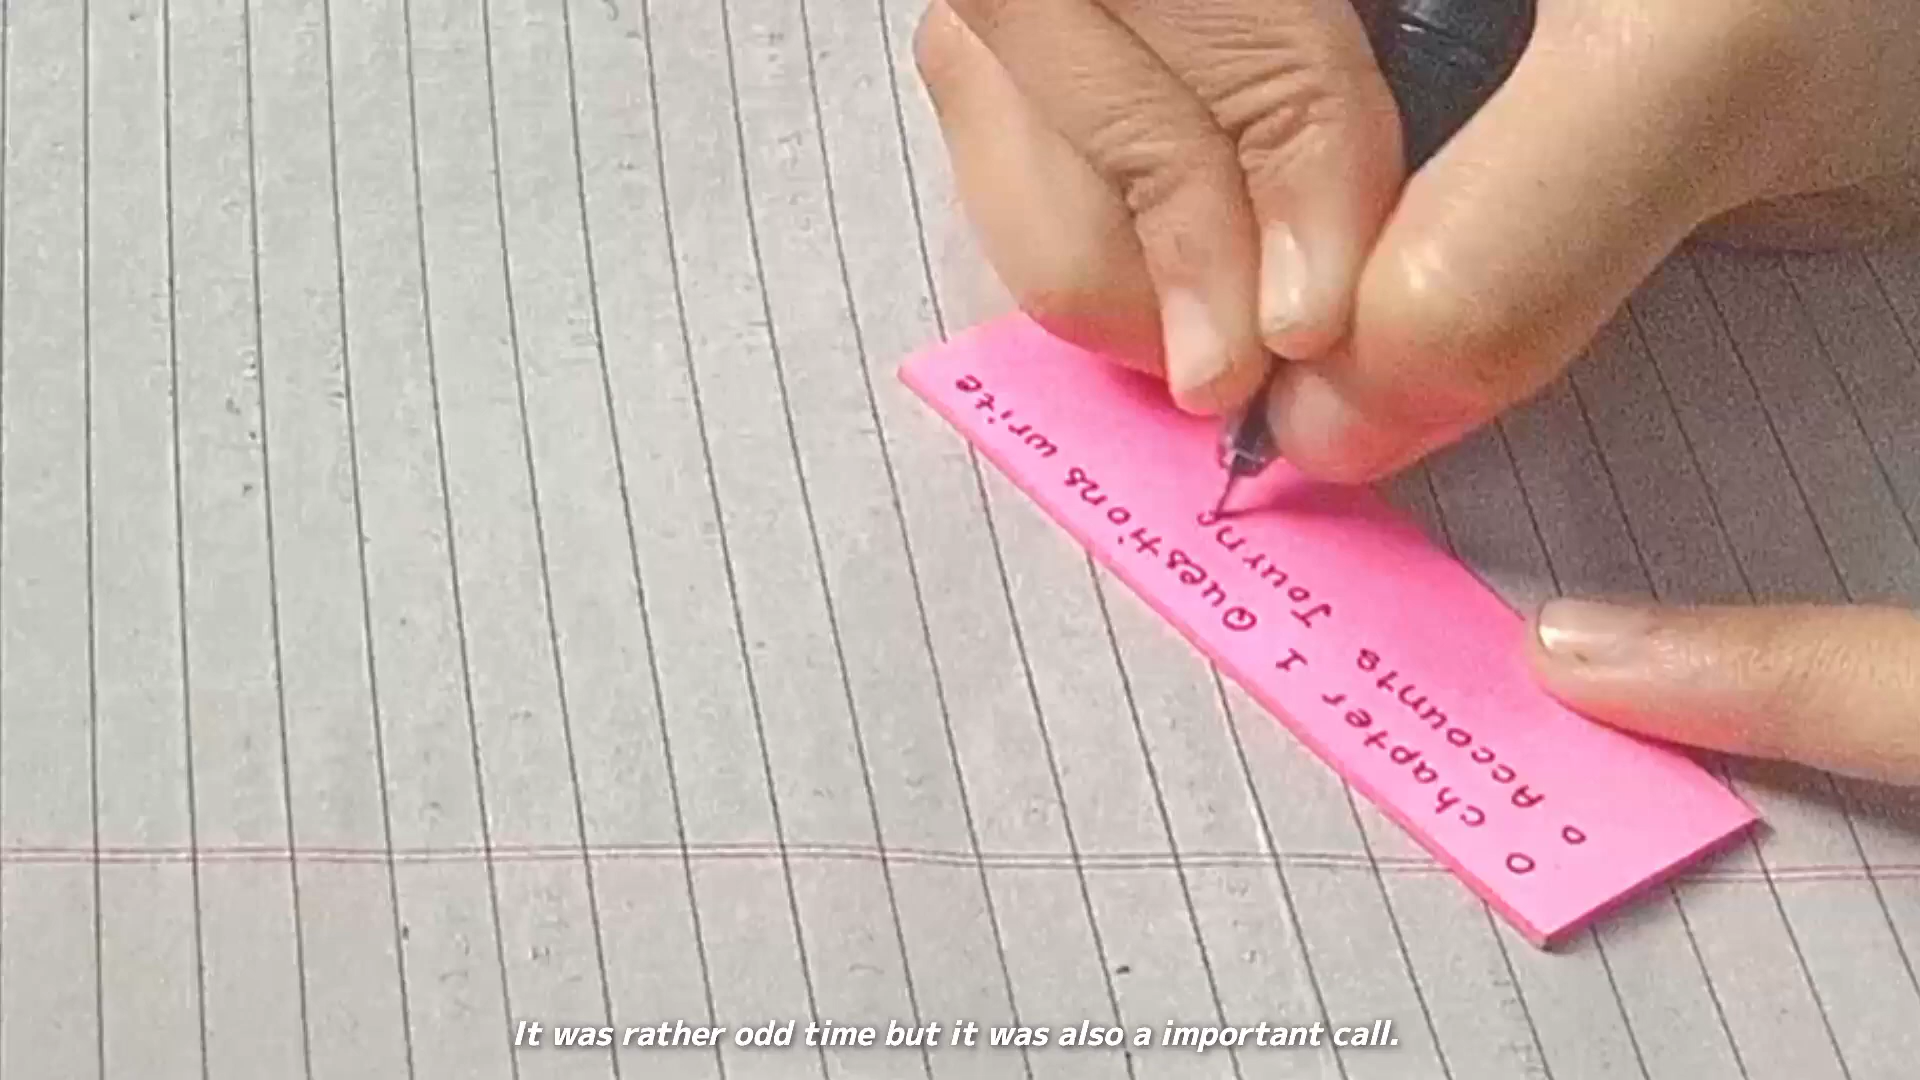 o chapter 1 Questions write
o Accounts Journa
It was rather odd time but it was also a important call.